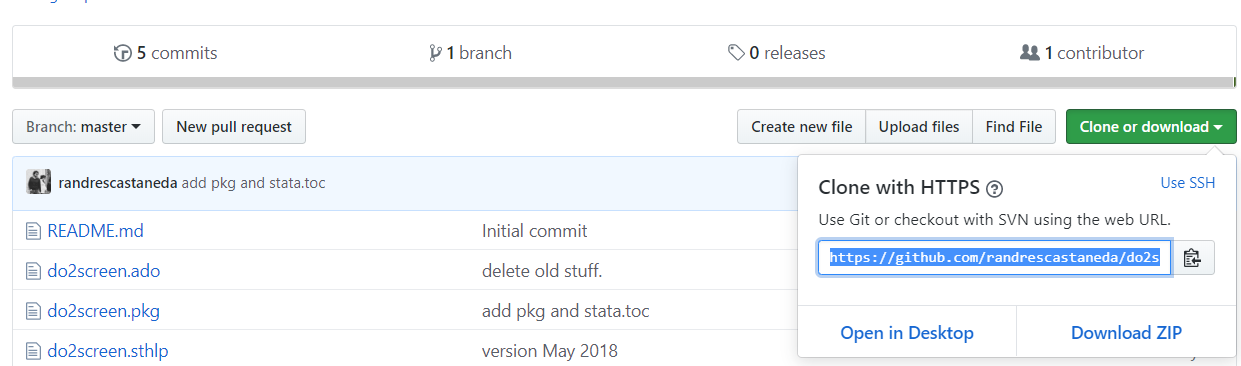 5 commits
1 branch
0 releases
1 contributor
Branch: master
New pull request
Create new file
Upload files
Find File
Clone or download
randrescastaneda add pkg and stata.toc
Clone with HTTPS
Use SSH
Use Git or checkout with SVN using the web URL.
https://github.com/randrescastaneda/do2s
Open in Desktop
Download ZIP
README.md
Initial commit
do2screen.ado
delete old stuff.
do2screen.pkg
add pkg and stata.toc
do2screen.sthlp
version May 2018